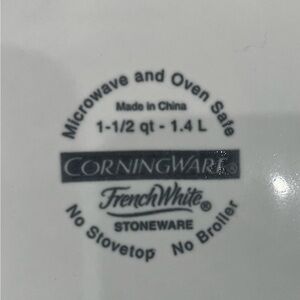 Microwave and Oven Safe
Made in China
1-1/2 qt - 1.4 L
CORNINGWARE®
FrenchWhite®
STONEWARE
No Stovetop No Broiler